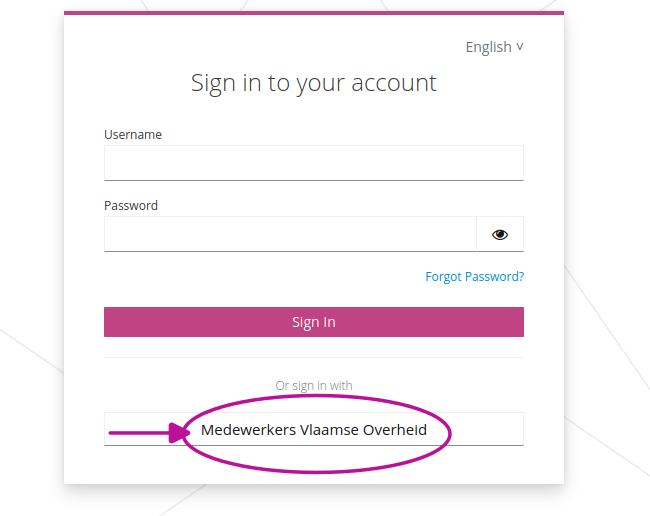 English
Sign in to your account
Username
Password
Forgot Password?
Sign In
Or sign in with
Medewerkers Vlaamse Overheid